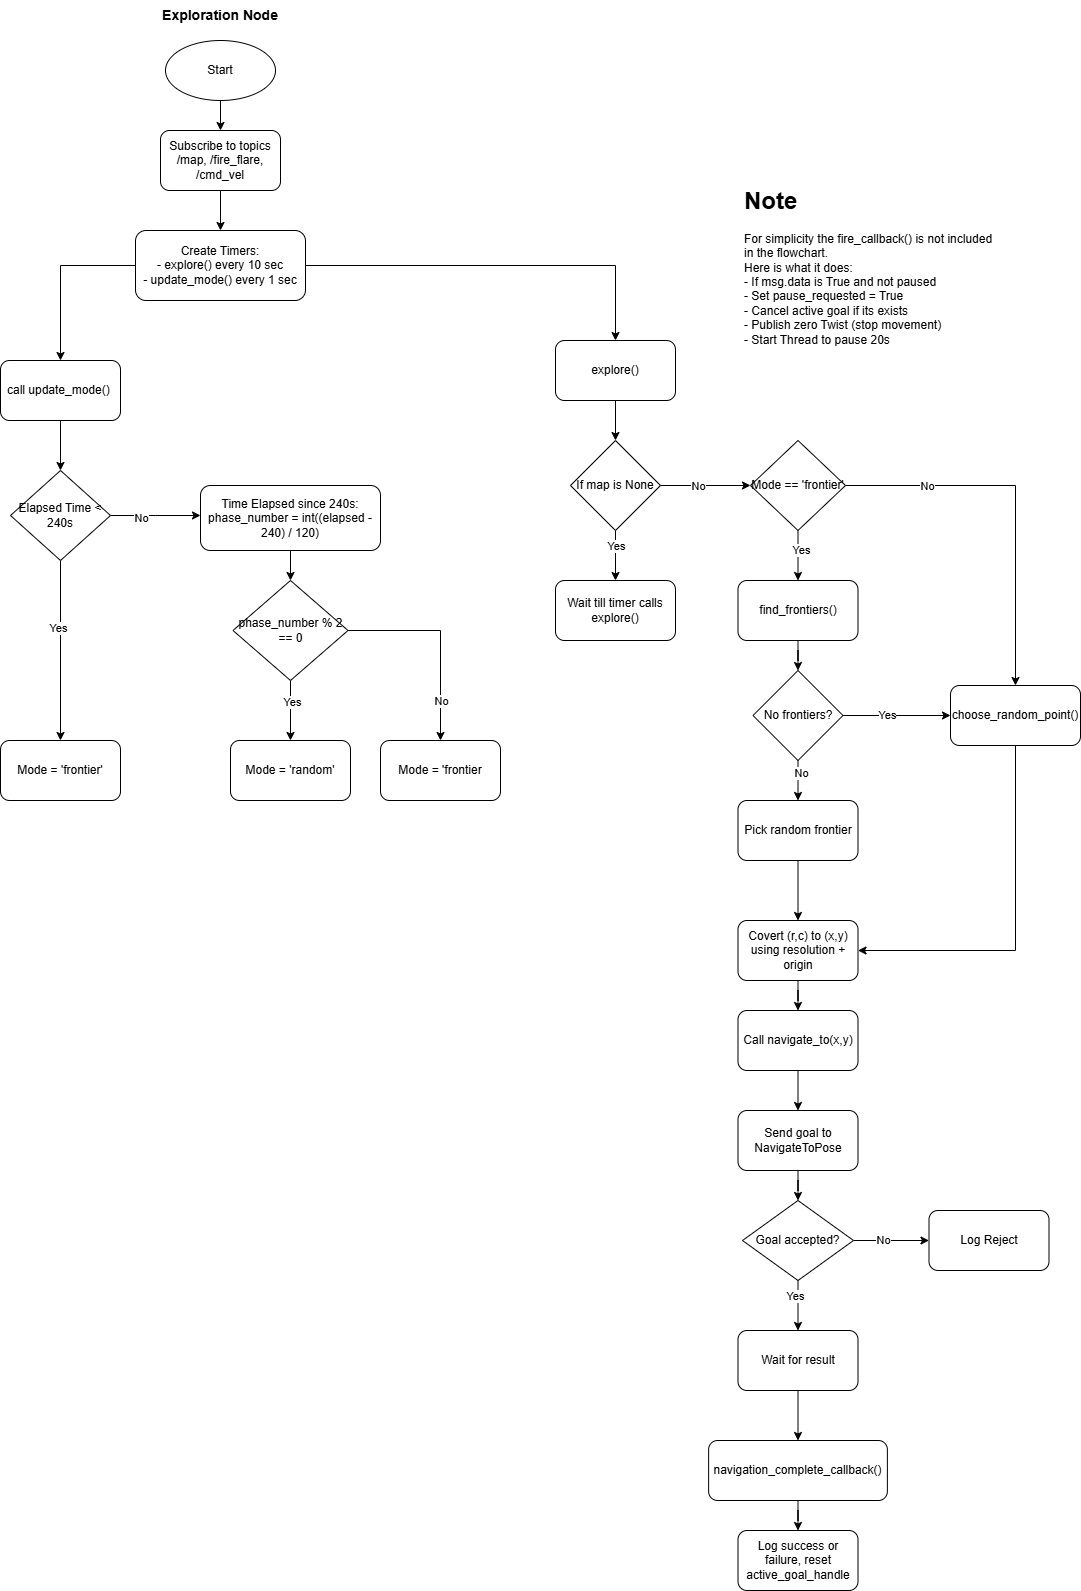 Exploration Node
Start
Subscribe to topics
/map, /fire_flare,
/cmd_vel
Create Timers:
- explore() every 10 sec
- update_mode() every 1 sec
Note
For simplicity the fire_callback() is not included
in the flowchart.
Here is what it does:
- If msg.data is True and not paused
- Set pause_requested = True
- Cancel active goal if its exists
- Publish zero Twist (stop movement)
- Start Thread to pause 20s
call update_mode()
Elapsed Time <
240s
No
Time Elapsed since 240s:
phase_number = int((elapsed -
240) / 120)
Yes
phase_number % 2
== 0
Yes
No
Mode = 'frontier'
Mode = 'random'
Mode = 'frontier
explore()
If map is None
No
Mode == 'frontier'
No
Yes
Yes
Wait till timer calls
explore()
find_frontiers()
No frontiers?
Yes
choose_random_point()
No
Pick random frontier
Covert (r,c) to (x,y)
using resolution +
origin
Call navigate_to(x,y)
Send goal to
NavigateToPose
Goal accepted?
No
Log Reject
Yes
Wait for result
navigation_complete_callback()
Log success or
failure, reset
active_goal_handle